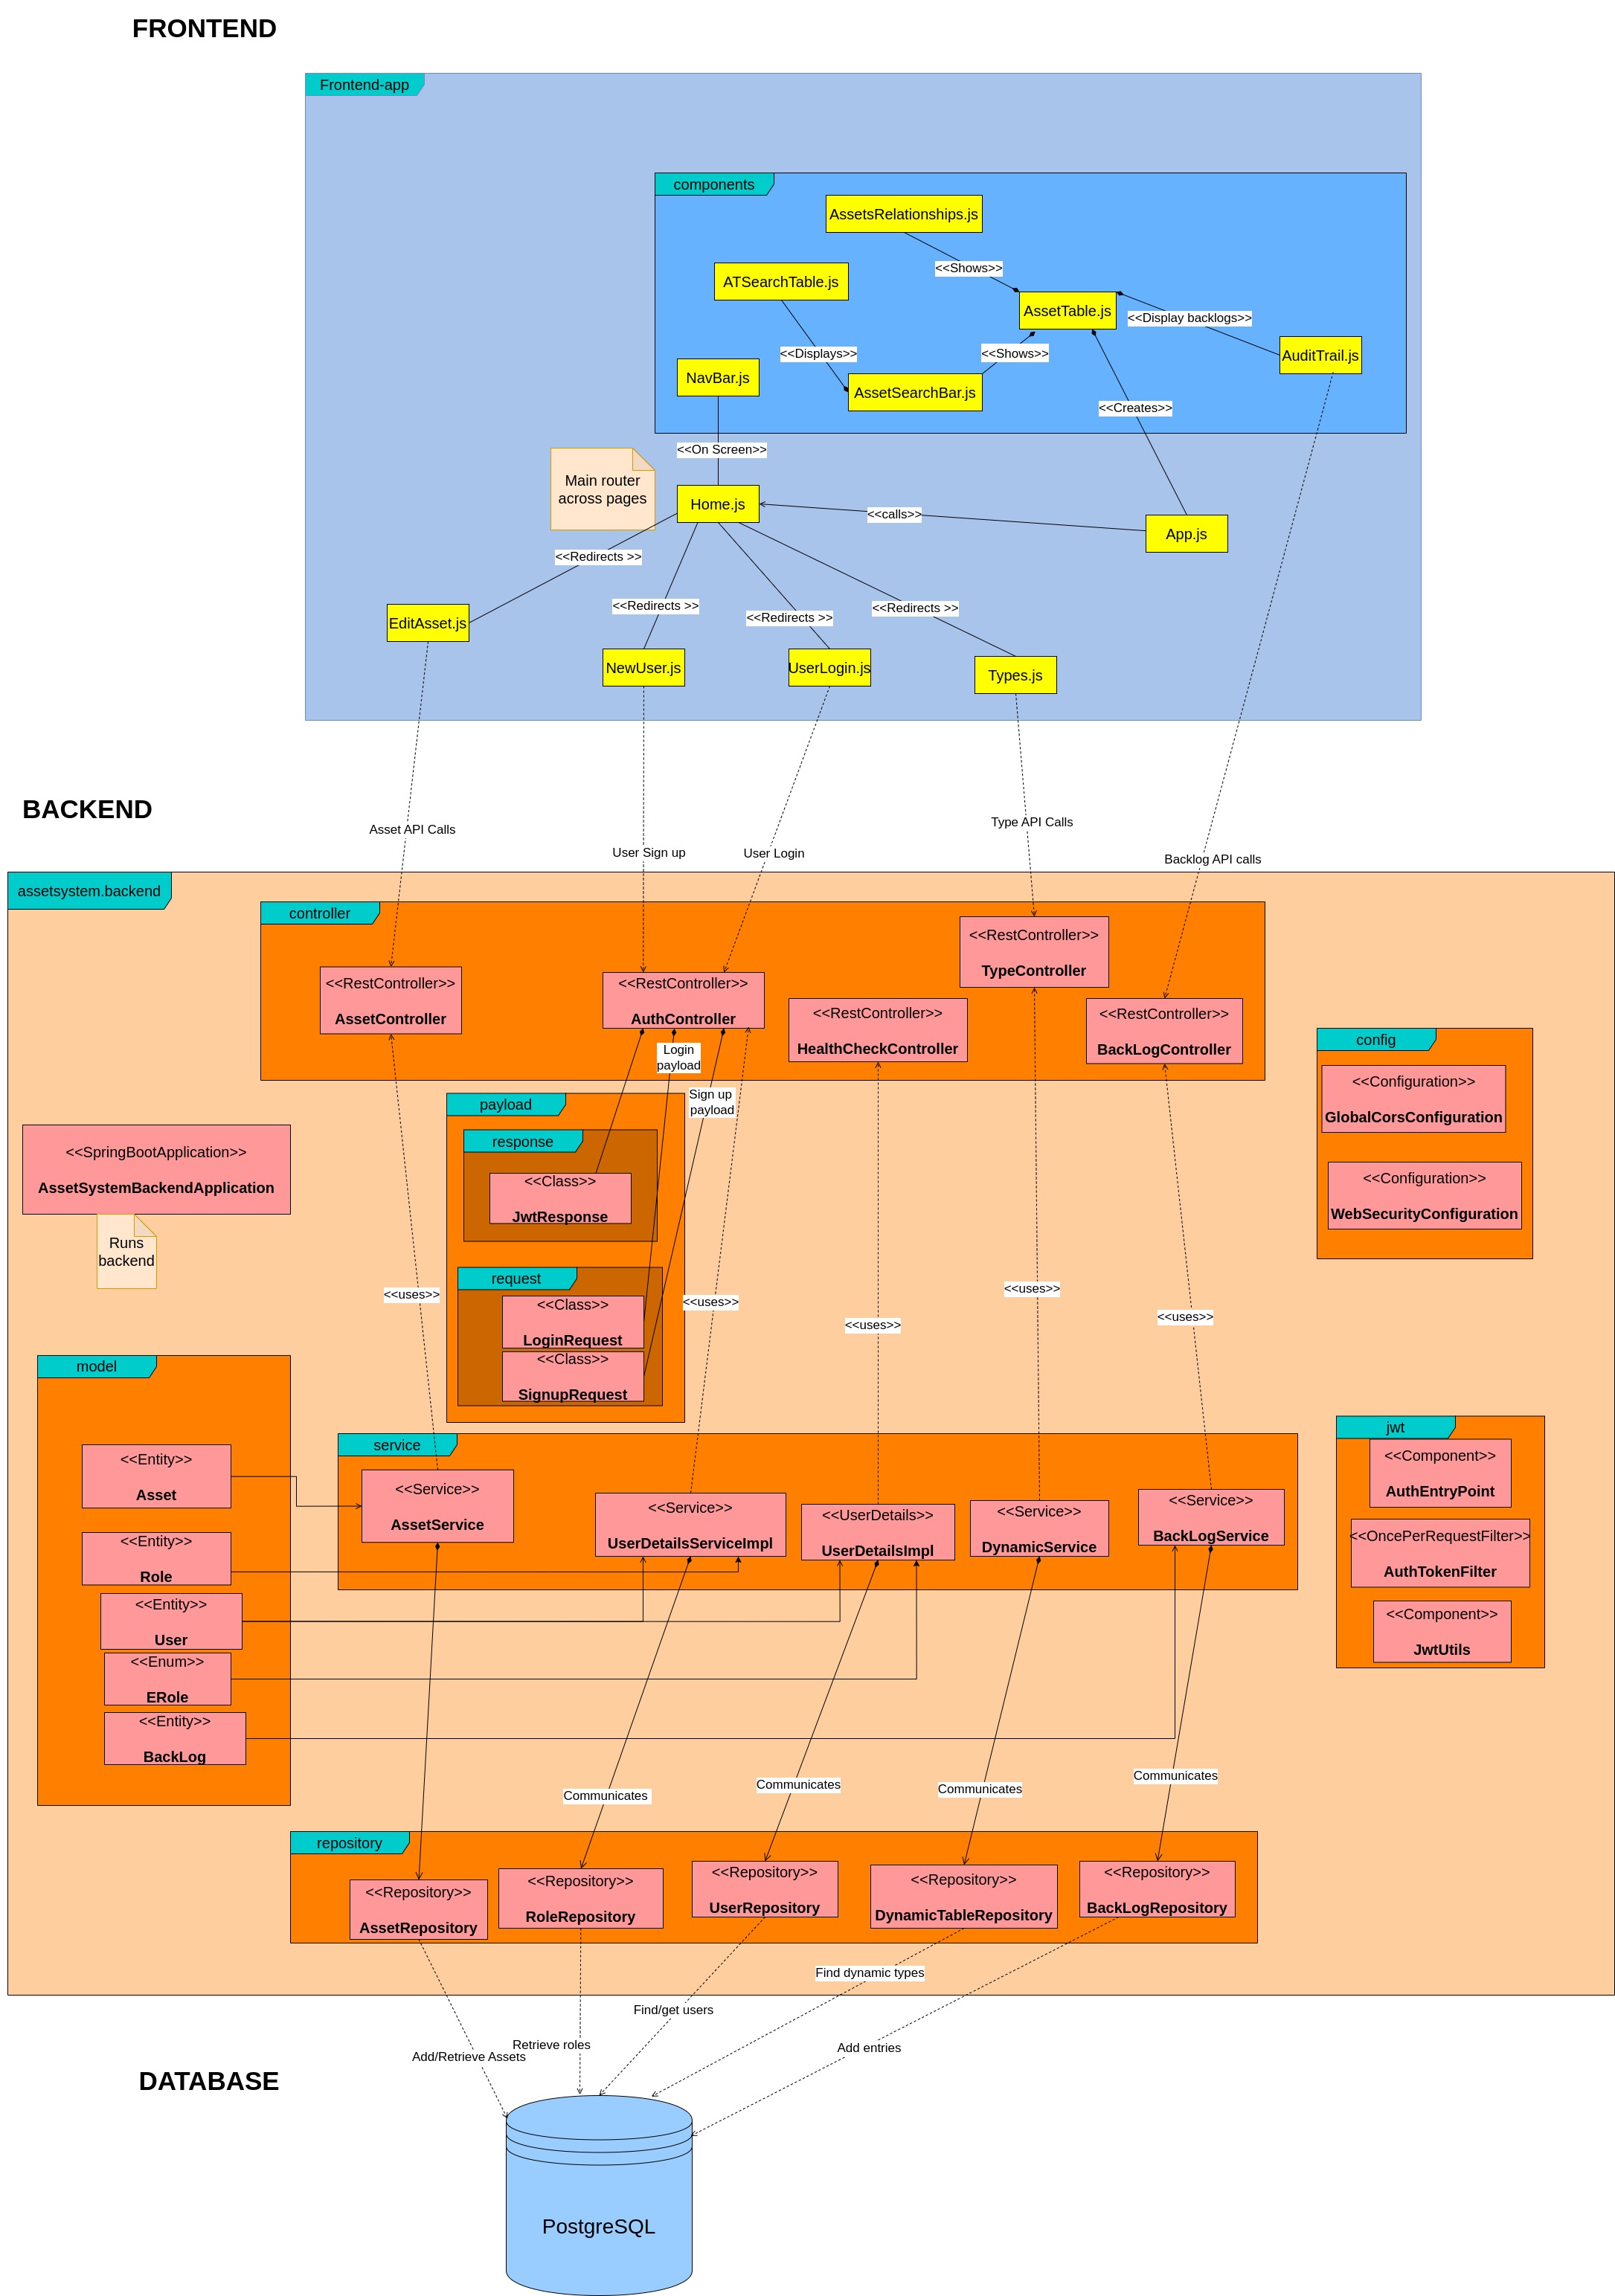 FRONTEND
Frontend-app
components
AssetsRelationships.js
<<Shows>>
ATSearchTable.js
AssetTable.js
<<Display backlogs>>
<<Displays>>
<<Shows>>
AuditTrail.js
NavBar.js
AssetSearchBar.js
<<Creates>>
<<On Screen>>
Main router
across pages
Home.js
<<calls>>
App.js
<<Redirects >>
<<Redirects >>
<<Redirects >>
<<Redirects >>
EditAsset.js
NewUser.js
UserLogin.js
Types.js
BACKEND
Asset API Calls
User Sign up
User Login
Type API Calls
Backlog API calls
assetsystem.backend
controller
<<RestController>>
AssetController
<<RestController>>
AuthController
<<RestController>>
TypeController
<<RestController>>
HealthCheckController
<<RestController>>
BackLogController
config
<<Configuration>>
GlobalCorsConfiguration
<<Configuration>>
WebSecurityConfiguration
Login
payload
Sign up
payload
payload
response
<<Class>>
JwtResponse
request
<<Class>>
LoginRequest
<<Class>>
SignupRequest
<<SpringBootApplication>>
AssetSystemBackendApplication
Runs
backend
<<uses>>
<<uses>>
<<uses>>
<<uses>>
<<uses>>
model
<<Entity>>
Asset
<<Entity>>
Role
<<Entity>>
User
<<Enum>>
ERole
<<Entity>>
BackLog
service
<<Service>>
AssetService
<<Service>>
UserDetailsServiceImpl
<<UserDetails>>
UserDetailsImpl
<<Service>>
DynamicService
<<Service>>
BackLogService
jwt
<<Component>>
AuthEntryPoint
<<OncePerRequestFilter>>
AuthTokenFilter
<<Component>>
JwtUtils
Communicates
Communicates
Communicates
Communicates
repository
<<Repository>>
AssetRepository
<<Repository>>
RoleRepository
<<Repository>>
UserRepository
<<Repository>>
DynamicTableRepository
<<Repository>>
BackLogRepository
Find dynamic types
Find/get users
Retrieve roles
Add/Retrieve Assets
Add entries
DATABASE
PostgreSQL